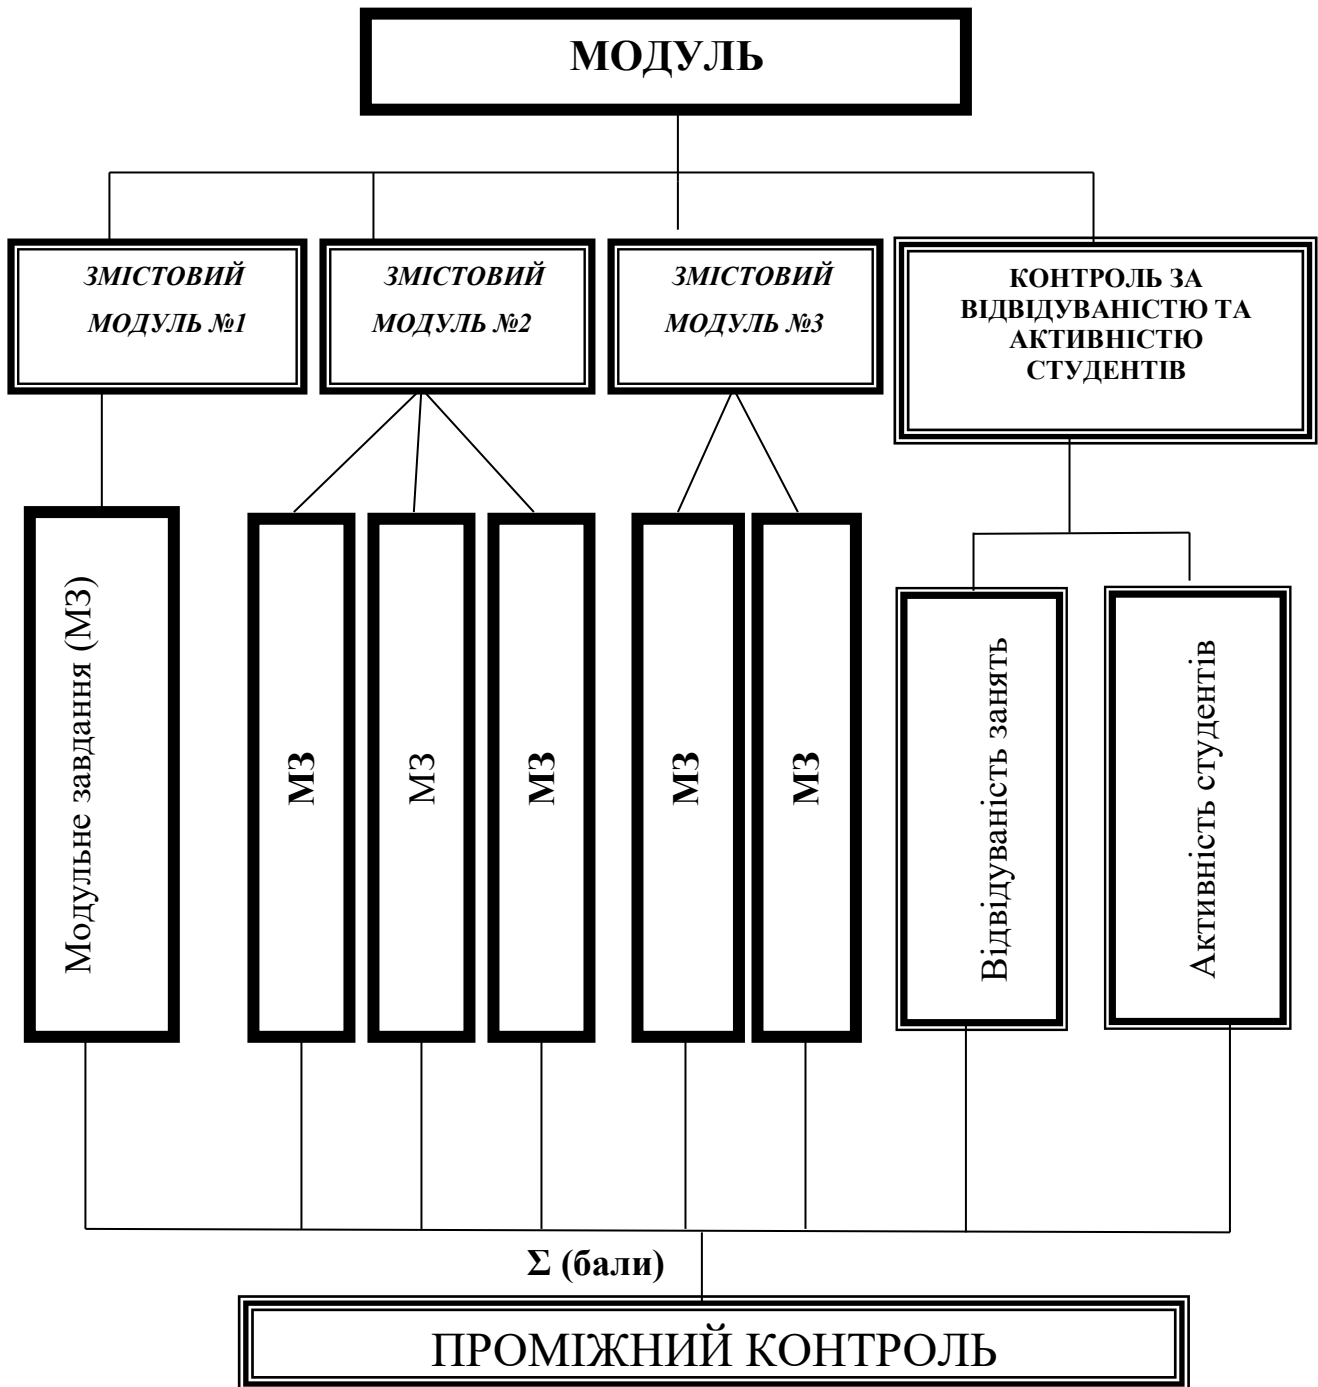 МОДУЛЬ
ЗМІСТОВИЙ
МОДУЛЬ №1
ЗМІСТОВИЙ
МОДУЛЬ №2
ЗМІСТОВИЙ
МОДУЛЬ №3
КОНТРОЛЬ ЗА
ВІДВІДУВАНІСТЮ ТА
АКТИВНІСТЮ
СТУДЕНТІВ
Модульне завдання (МЗ)
МЗ
МЗ
МЗ
МЗ
МЗ
Відвідуваність занять
Активність студентів
Σ (бали)
ПРОМІЖНИЙ КОНТРОЛЬ